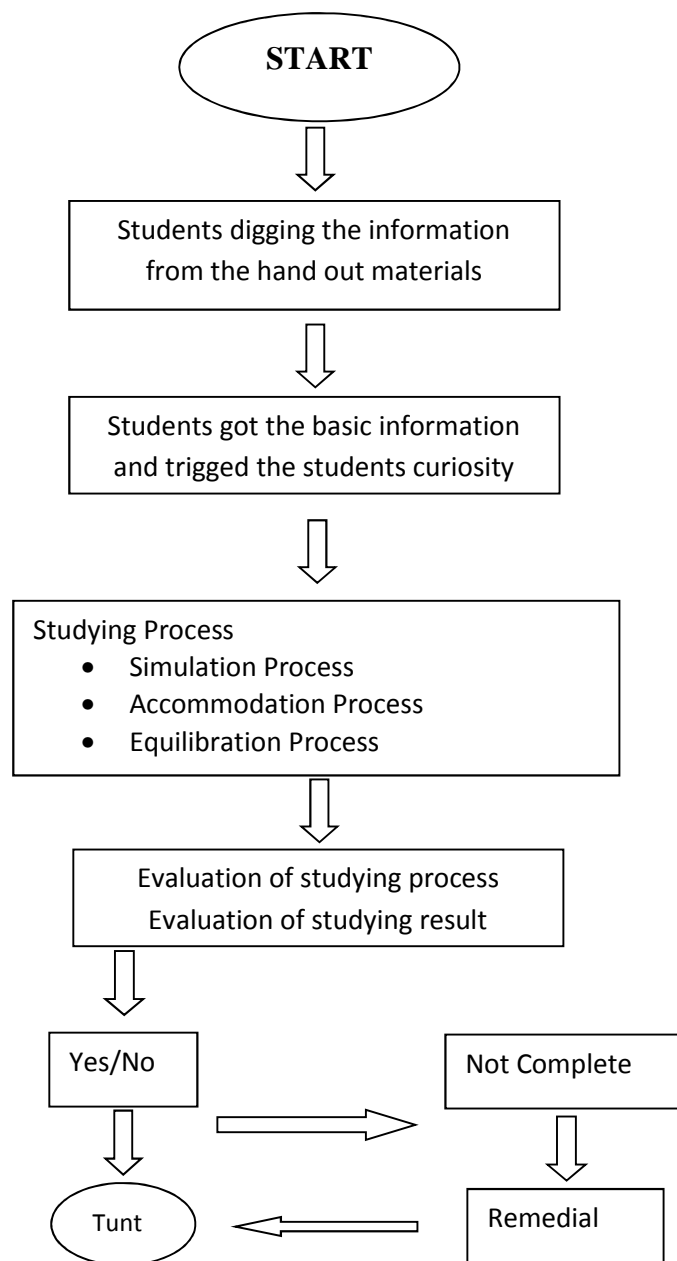 START
Students digging the information
from the hand out materials
Students got the basic information
and trigged the students curiosity
Studying Process
• Simulation Process
• Accommodation Process
• Equilibration Process
Evaluation of studying process
Evaluation of studying result
Yes/No
Not Complete
Tunt
Remedial